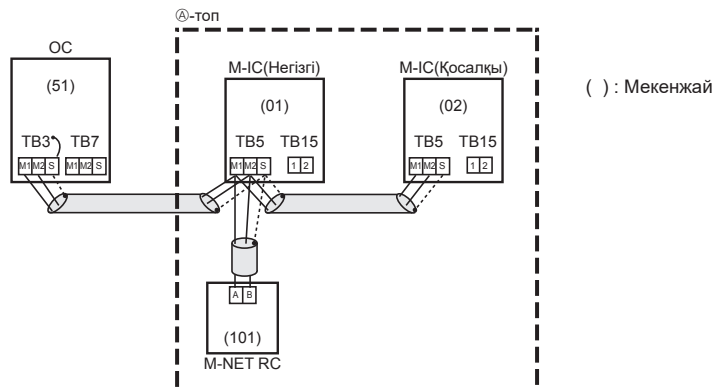 Ⓐ-топ
OC
M-IC(Негізгі)
M-IC(Қосалқы)
(51)
(01)
(02)
( ) : Мекенжай
TB3 TB7
TB5 TB15
TB5 TB15
M1 M2 S M1 M2 S
M1 M2 S 1 2
M1 M2 S 1 2
A B
(101)
M-NET RC